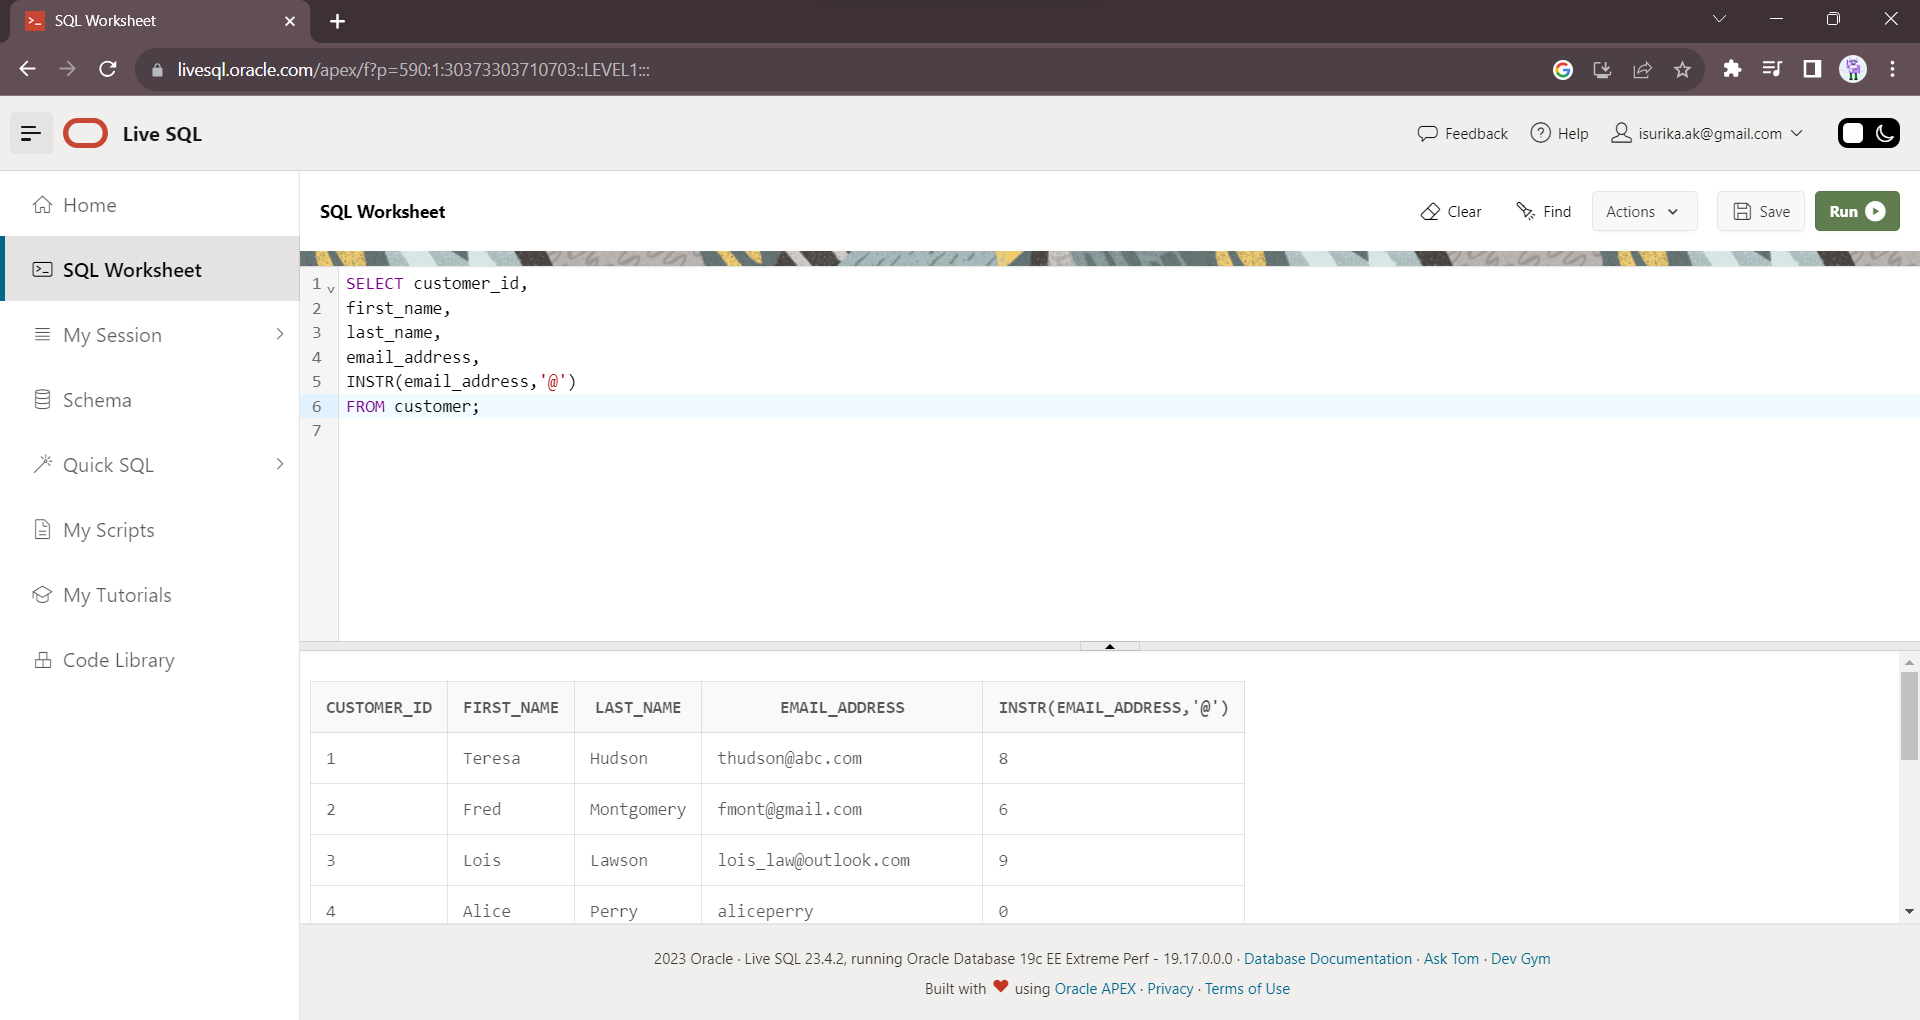 SQL Worksheet
livesql.oracle.com/apex/f?p=590:1:30373303710703::LEVEL1:::
Live SQL
Feedback
Help
isurika.ak@gmail.com
Home
SQL Worksheet
My Session
Schema
Quick SQL
My Scripts
My Tutorials
Code Library
SQL Worksheet
Clear
Find
Actions
Save
Run
1 SELECT customer_id,
2 first_name,
3 last_name,
4 email_address,
5 INSTR(email_address,'@')
6 FROM customer;
7
CUSTOMER_ID FIRST_NAME LAST_NAME EMAIL_ADDRESS INSTR(EMAIL_ADDRESS,'@')
1 Teresa Hudson thudson@abc.com 8
2 Fred Montgomery fmont@gmail.com 6
3 Lois Lawson lois_law@outlook.com 9
4 Alice Perry aliceperry 0
2023 Oracle · Live SQL 23.4.2, running Oracle Database 19c EE Extreme Perf - 19.17.0.0.0 · Database Documentation · Ask Tom · Dev Gym
Built with ❤ using Oracle APEX · Privacy · Terms of Use